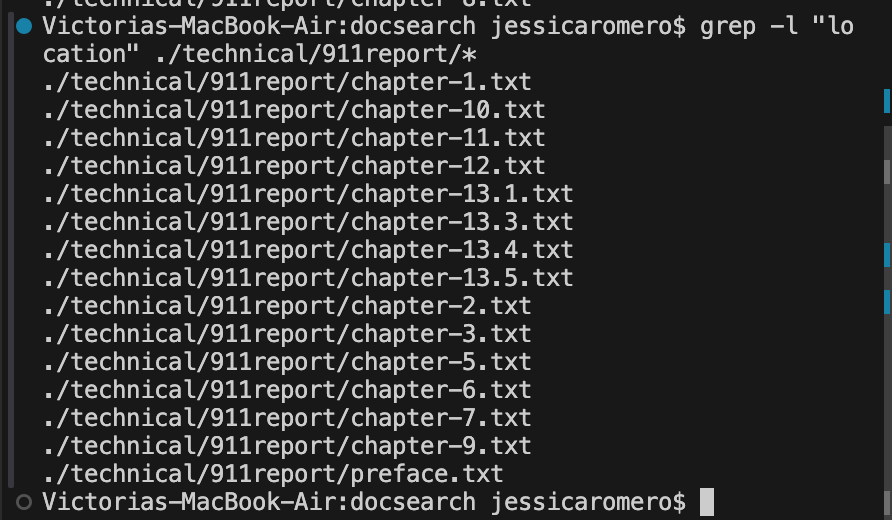 ./technical/911report/chapter-8.txt
Victorias-MacBook-Air:docsearch jessicaromero$ grep -l "lo
cation" ./technical/911report/*
./technical/911report/chapter-1.txt
./technical/911report/chapter-10.txt
./technical/911report/chapter-11.txt
./technical/911report/chapter-12.txt
./technical/911report/chapter-13.1.txt
./technical/911report/chapter-13.3.txt
./technical/911report/chapter-13.4.txt
./technical/911report/chapter-13.5.txt
./technical/911report/chapter-2.txt
./technical/911report/chapter-3.txt
./technical/911report/chapter-5.txt
./technical/911report/chapter-6.txt
./technical/911report/chapter-7.txt
./technical/911report/chapter-9.txt
./technical/911report/preface.txt
Victorias-MacBook-Air:docsearch jessicaromero$